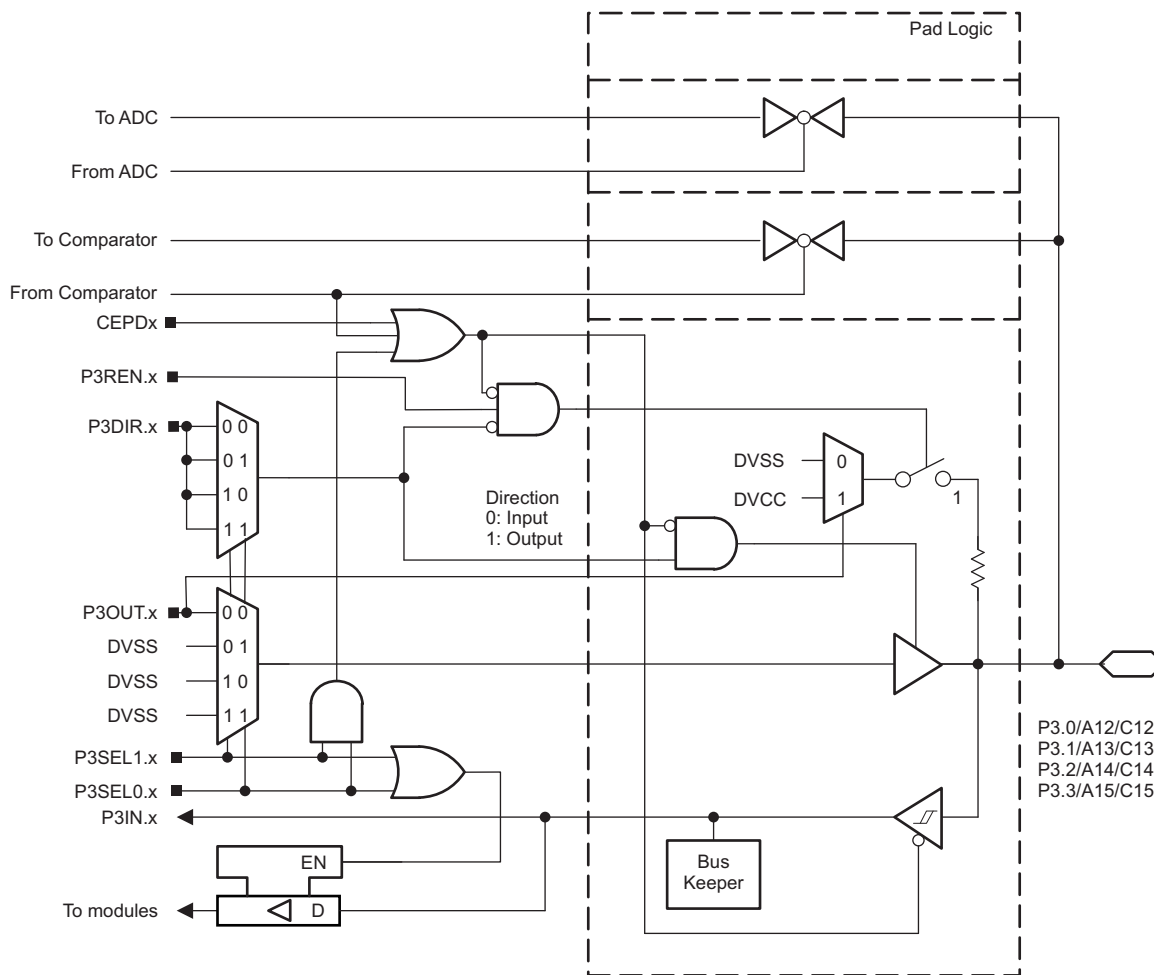 Pad Logic
To ADC
From ADC
To Comparator
From Comparator
CEPDx
P3REN.x
P3DIR.x
0 0
0 1
1 0
1 1
Direction
0: Input
1: Output
DVSS
0
DVCC
1
1
P3OUT.x
0 0
DVSS
0 1
DVSS
1 0
DVSS
1 1
P3SEL1.x
P3SEL0.x
P3IN.x
P3.0/A12/C12
P3.1/A13/C13
P3.2/A14/C14
P3.3/A15/C15
Bus
Keeper
EN
To modules
D